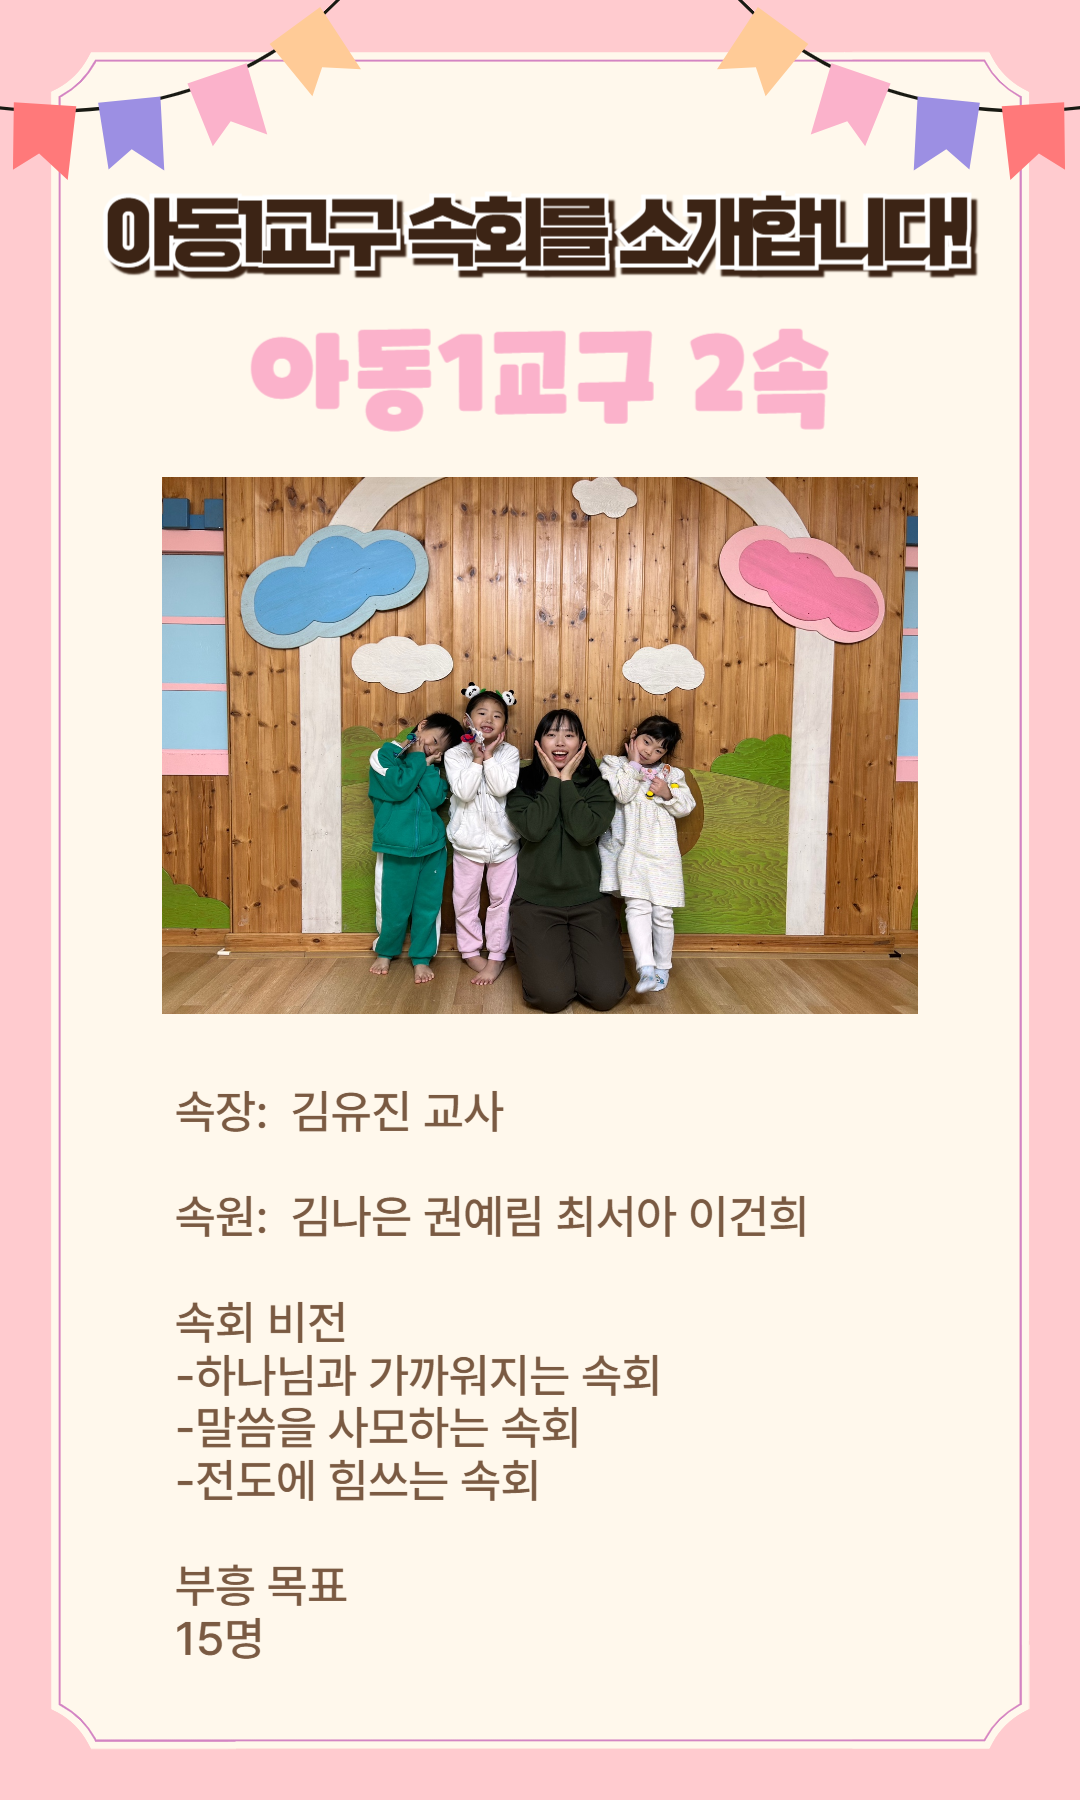 아동1교구 속회를 소개합니다!
아동1교구 2속
속장: 김유진 교사
속원: 김나은 권예림 최서아 이건희
속회 비전
-하나님과 가까워지는 속회
-말씀을 사모하는 속회
-전도에 힘쓰는 속회
부흥 목표
15명